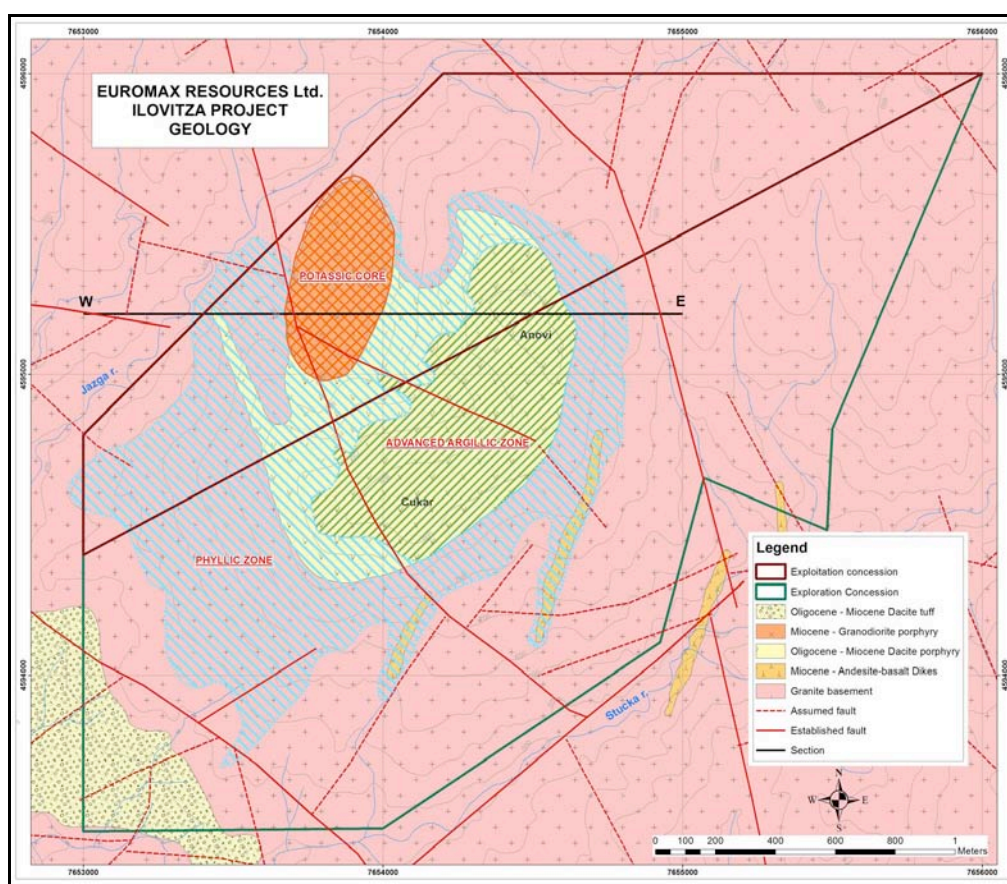 7653000
7654000
7655000
7656000
4596000
4596000
EUROMAX RESOURCES Ltd.
ILOVITZA PROJECT
GEOLOGY
POTASSIC CORE
W
E
Anovi
4595000
4595000
Jazga r.
ADVANCED ARGILLIC ZONE
Cukar
PHYLLIC ZONE
Legend
Exploitation concession
Exploration Concession
Oligocene - Miocene Dacite tuff
Miocene - Granodiorite porphyry
Oligocene - Miocene Dacite porphyry
Miocene - Andesite-basalt Dikes
Granite basement
Assumed fault
Established fault
Section
4594000
4594000
Stucka r.
N
W
E
S
0 100 200 400 600 800 1
Meters
7653000
7654000
7655000
7656000